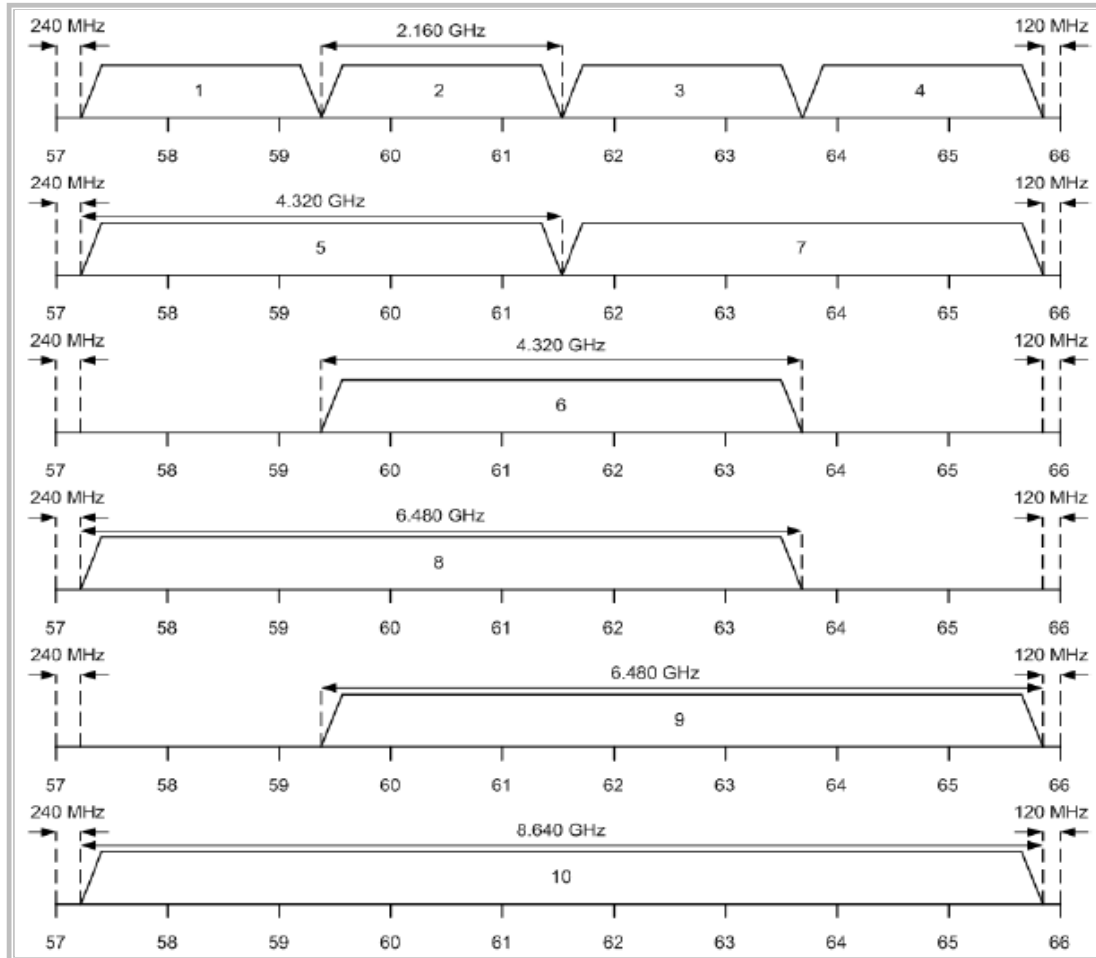 240 MHz 2.160 GHz 120 MHz
1 2 3 4
57 58 59 60 61 62 63 64 65 66
240 MHz 4.320 GHz 120 MHz
5 7
57 58 59 60 61 62 63 64 65 66
240 MHz 4.320 GHz 120 MHz
6
57 58 59 60 61 62 63 64 65 66
240 MHz 6.480 GHz 120 MHz
8
57 58 59 60 61 62 63 64 65 66
240 MHz 6.480 GHz 120 MHz
9
57 58 59 60 61 62 63 64 65 66
240 MHz 8.640 GHz 120 MHz
10
57 58 59 60 61 62 63 64 65 66